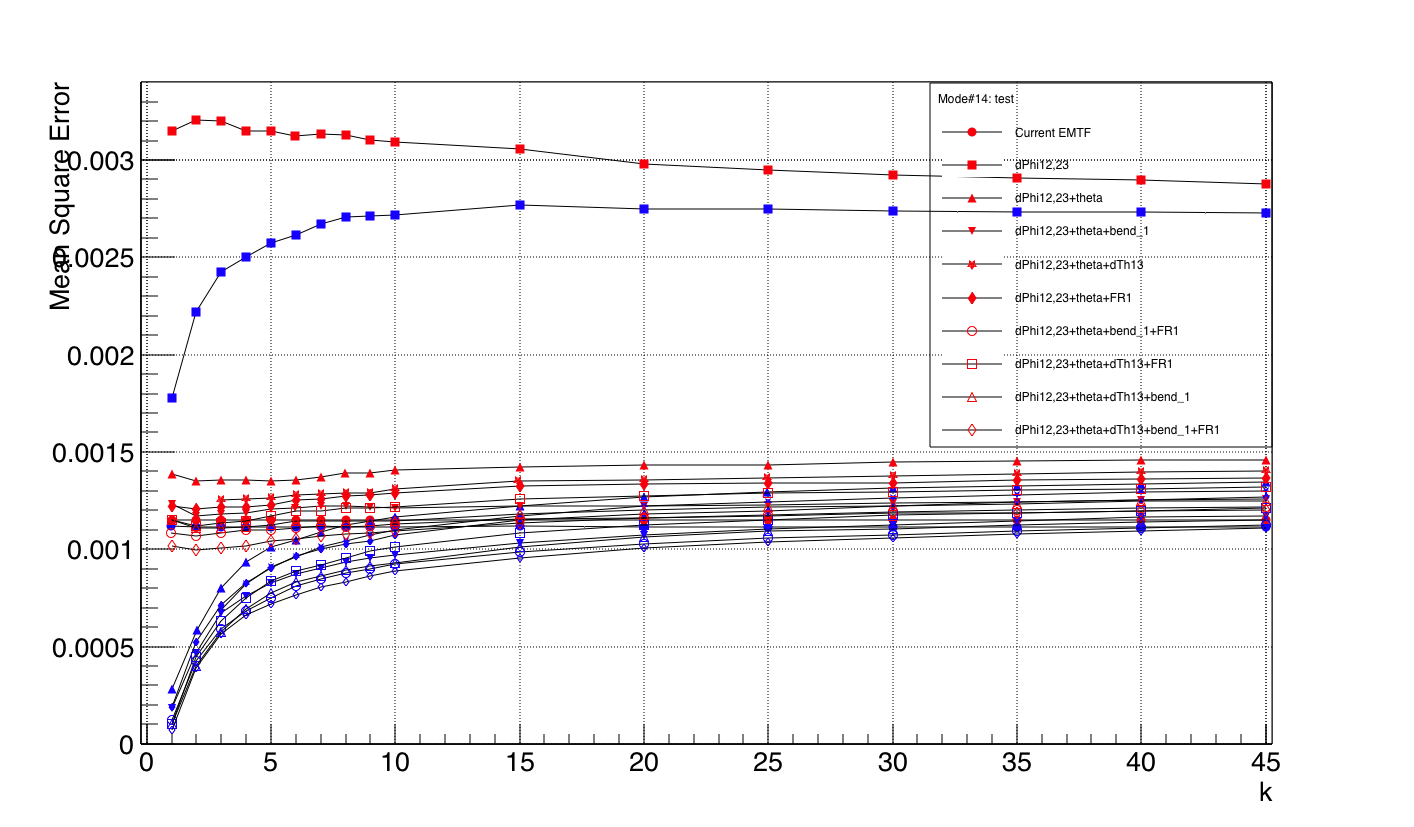 Mean Square Error
0.003
0.0025
0.002
0.0015
0.001
0.0005
0
0 5 10 15 20 25 30 35 40 45
k
Mode#14: test
Current EMTF
dPhi12,23
dPhi12,23+theta
dPhi12,23+theta+bend_1
dPhi12,23+theta+dTh13
dPhi12,23+theta+FR1
dPhi12,23+theta+bend_1+FR1
dPhi12,23+theta+dTh13+FR1
dPhi12,23+theta+dTh13+bend_1
dPhi12,23+theta+dTh13+bend_1+FR1